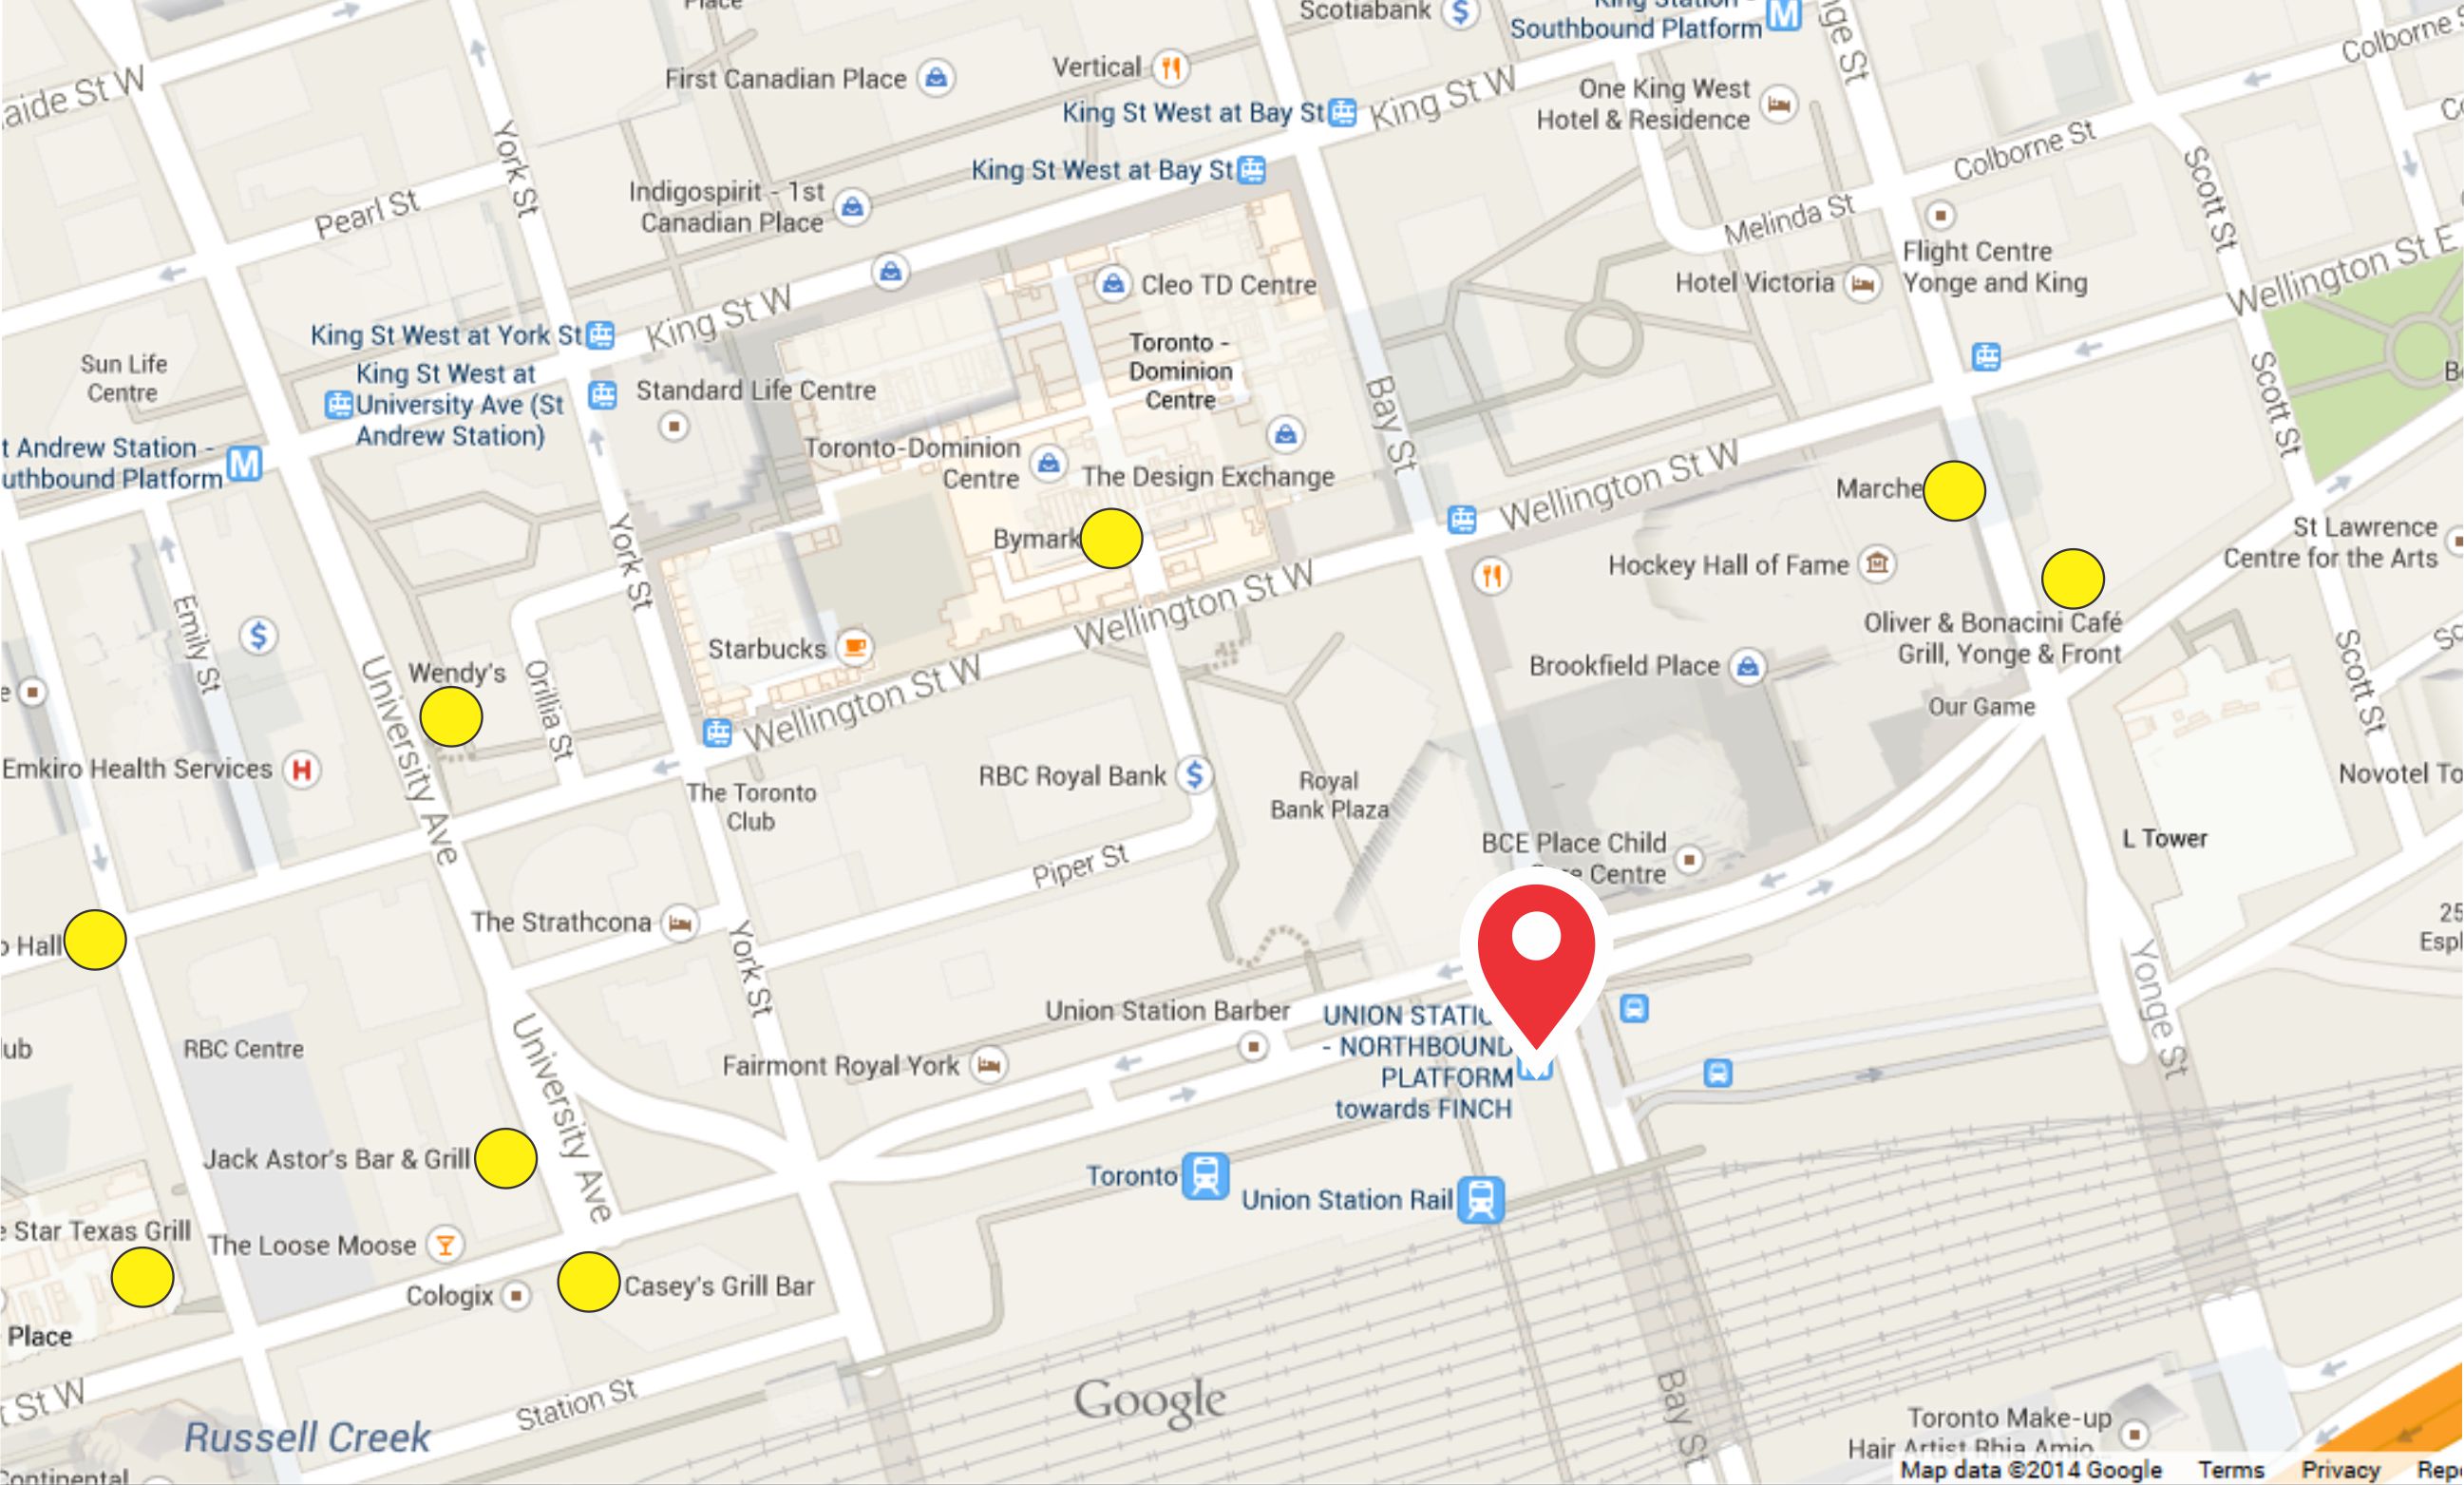 Place
Scotiabank
King Station -
Southbound Platform
nge St
Colborne S
aide St W
First Canadian Place
Vertical
King St West at Bay St
King St W
One King West
Hotel & Residence
Colborne St
York St
King St West at Bay St
Scott St
Pearl St
Indigospirit - 1st
Canadian Place
Melinda St
Flight Centre
Yonge and King
Wellington St E
Cleo TD Centre
Hotel Victoria
King St West at York St
King St W
Sun Life
Centre
King St West at
University Ave (St
Andrew Station)
Standard Life Centre
Toronto -
Dominion
Centre
Bay St
Scott St
t Andrew Station -
uthbound Platform
Toronto-Dominion
Centre
The Design Exchange
Wellington St W
Marche
York St
Bymark
Hockey Hall of Fame
St Lawrence
Centre for the Arts
Emily St
Wellington St W
Oliver & Bonacini Café
Grill, Yonge & Front
Starbucks
Wendy's
Orillia St
University Ave
Wellington St W
Brookfield Place
Our Game
Scott St
Emkiro Health Services
The Toronto
Club
RBC Royal Bank
Royal
Bank Plaza
Novotel To
L Tower
BCE Place Child
Centre
Piper St
The Strathcona
York St
Hall
25
Espl
Yonge St
RBC Centre
University Ave
Union Station Barber
Fairmont Royal York
UNION STATIO
- NORTHBOUND
PLATFORM
towards FINCH
Jack Astor's Bar & Grill
Toronto
Union Station Rail
e Star Texas Grill
The Loose Moose
Cologix
Casey's Grill Bar
Place
St W
Station St
Google
Bay St
Russell Creek
Toronto Make-up
Hair Artist Rhia Amio
Continental
Map data ©2014 Google Terms Privacy Rep